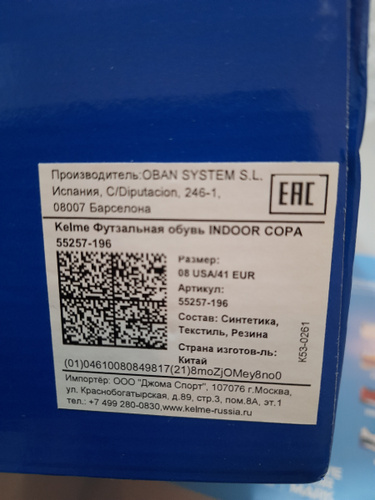 Производитель:OBAN SYSTEM S.L.
Испания, C/Diputacion, 246-1,
08007 Барселона
EAC
Kelme Футзальная обувь INDOOR COPA
55257-196
Размер:
08 USA/41 EUR
Артикул:
55257-196
Состав: Синтетика,
Текстиль, Резина
Страна изготов-ль:
Китай
K53-0261
(01)04610080849817(21)8moZjOMey8no0
Импортёр: ООО "Джома Спорт", 107076 г.Москва,
ул. Краснобогатырская, д.89, стр.3, пом.8А, эт.1
тел.: +7 499 280-0830,www.kelme-russia.ru